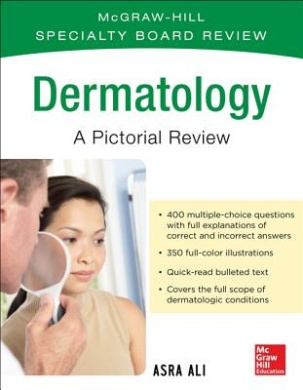 McGRAW-HILL
SPECIALTY BOARD REVIEW
Dermatology
A Pictorial Review
• 400 multiple-choice questions
with full explanations of
correct and incorrect answers
• 350 full-color illustrations
• Quick-read bulleted text
• Covers the full scope of
dermatologic conditions
ASRA ALI
Mc
Graw
Hill
Education